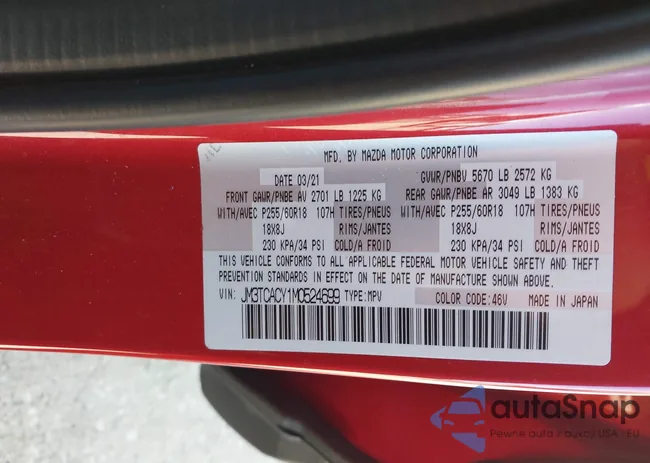 MFD. BY MAZDA MOTOR CORPORATION
DATE 03/21 GVWR/PNBV 5670 LB 2572 KG
FRONT GAWR/PNBE AV 2701 LB 1225 KG REAR GAWR/PNBE AR 3049 LB 1383 KG
WITH/AVEC P255/60R18 107H TIRES/PNEUS WITH/AVEC P255/60R18 107H TIRES/PNEUS
18X8J RIMS/JANTES 18X8J RIMS/JANTES
230 KPA/34 PSI COLD/A FROID 230 KPA/34 PSI COLD/A FROID
THIS VEHICLE CONFORMS TO ALL APPLICABLE FEDERAL MOTOR VEHICLE SAFETY AND THEFT
PREVENTION STANDARDS IN EFFECT ON THE DATE OF MANUFACTURE SHOWN ABOVE.
VIN: JM3TCACY1M0524699 TYPE:MPV COLOR CODE:46V MADE IN JAPAN
autoSnap
Pewne auta z aukcji USA i EU